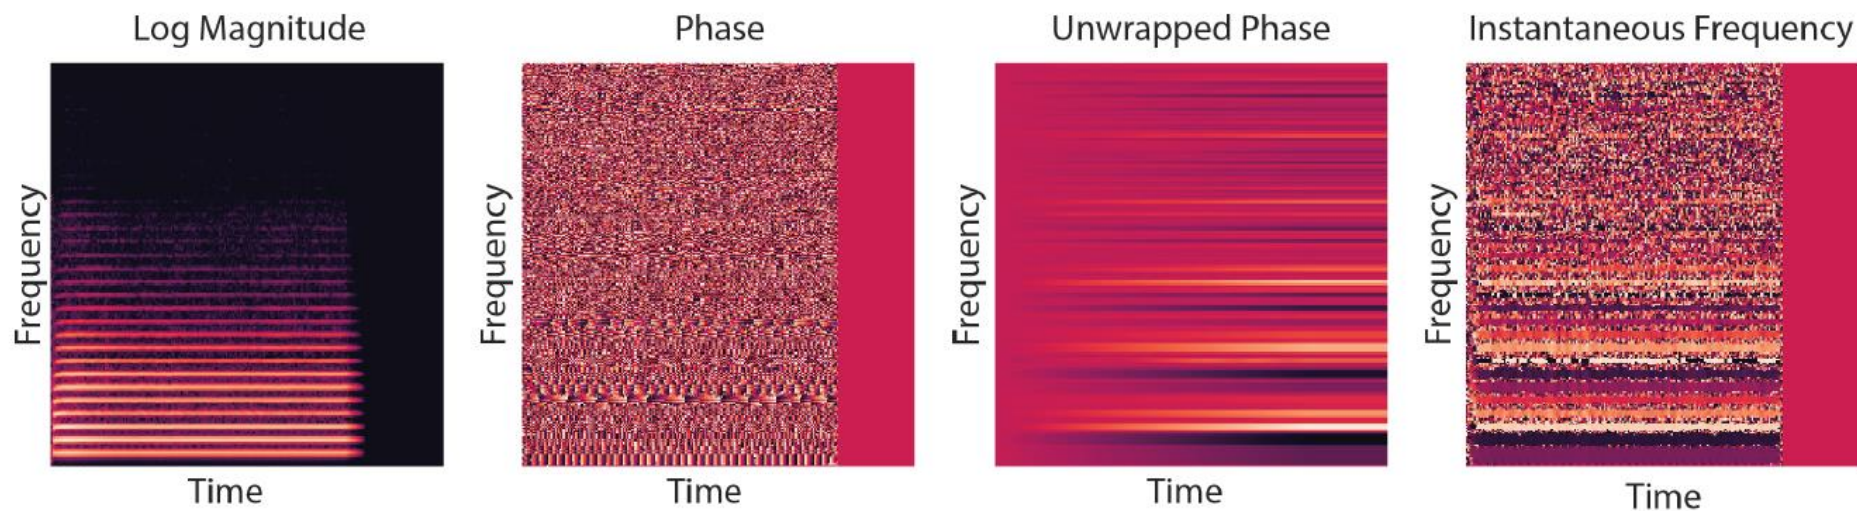 Log Magnitude
Phase
Unwrapped Phase
Instantaneous Frequency
Frequency
Frequency
Frequency
Frequency
Time
Time
Time
Time